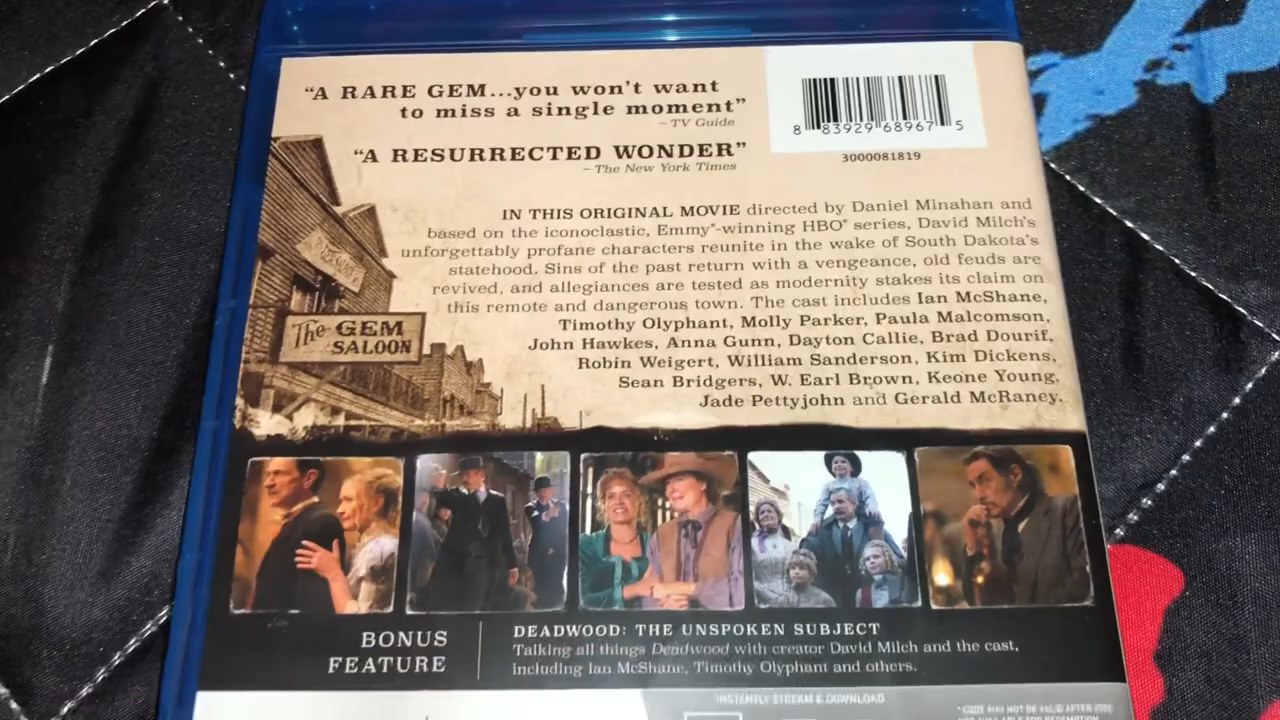 "A RARE GEM...you won't want
to miss a single moment"
– TV Guide
"A RESURRECTED WONDER"
– The New York Times
8 83929 68967 5
3000081819
IN THIS ORIGINAL MOVIE directed by Daniel Minahan and
based on the iconoclastic, Emmy®-winning HBO® series, David Milch's
unforgettably profane characters reunite in the wake of South Dakota's
statehood. Sins of the past return with a vengeance, old feuds are
revived, and allegiances are tested as modernity stakes its claim on
this remote and dangerous town. The cast includes Ian McShane,
Timothy Olyphant, Molly Parker, Paula Malcomson,
John Hawkes, Anna Gunn, Dayton Callie, Brad Dourif,
Robin Weigert, William Sanderson, Kim Dickens,
Sean Bridgers, W. Earl Brown, Keone Young,
Jade Pettyjohn and Gerald McRaney.
The GEM
SALOON
BONUS
FEATURE
DEADWOOD: THE UNSPOKEN SUBJECT
Talking all things Deadwood with creator David Milch and the cast,
including Ian McShane, Timothy Olyphant and others.
INSTANTLY STREAM & DOWNLOAD
* CODE MAY NOT BE VALID AFTER